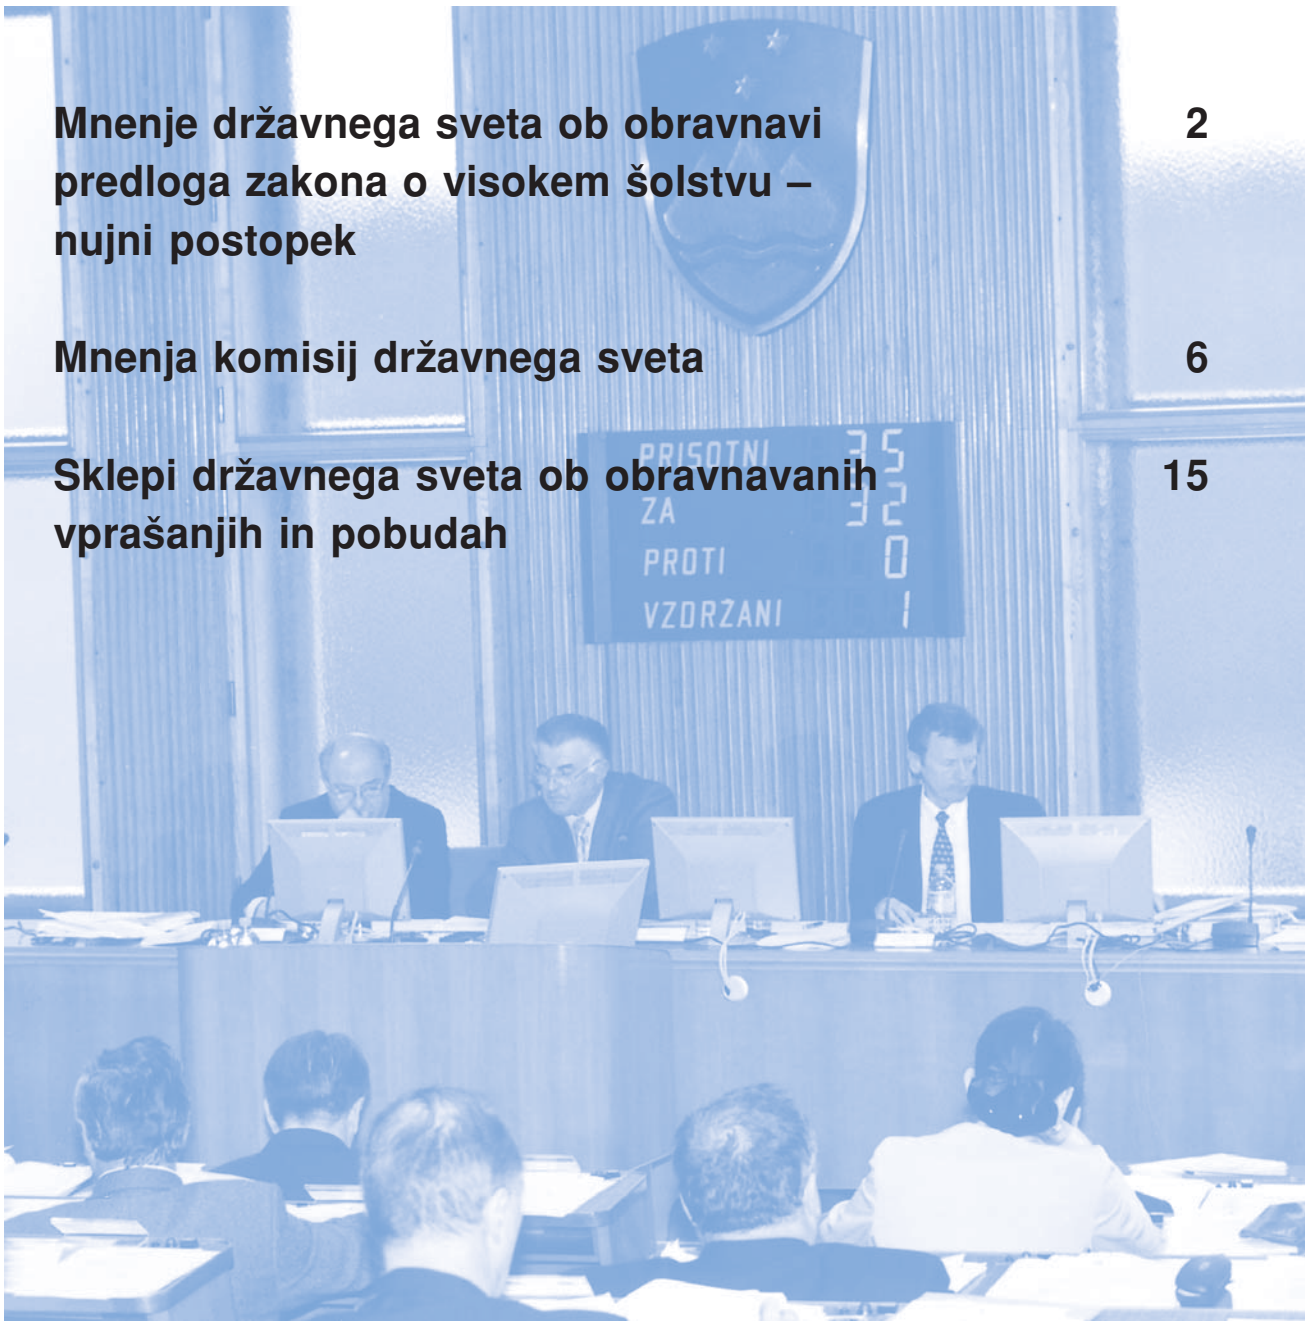 Mnenje državnega sveta ob obravnavi 2
predloga zakona o visokem šolstvu –
nujni postopek
Mnenja komisij državnega sveta 6
Sklepi državnega sveta ob obravnavanih 15
vprašanjih in pobudah
PRISOTNI 35
ZA 32
PROTI 0
VZDRŽANI 1